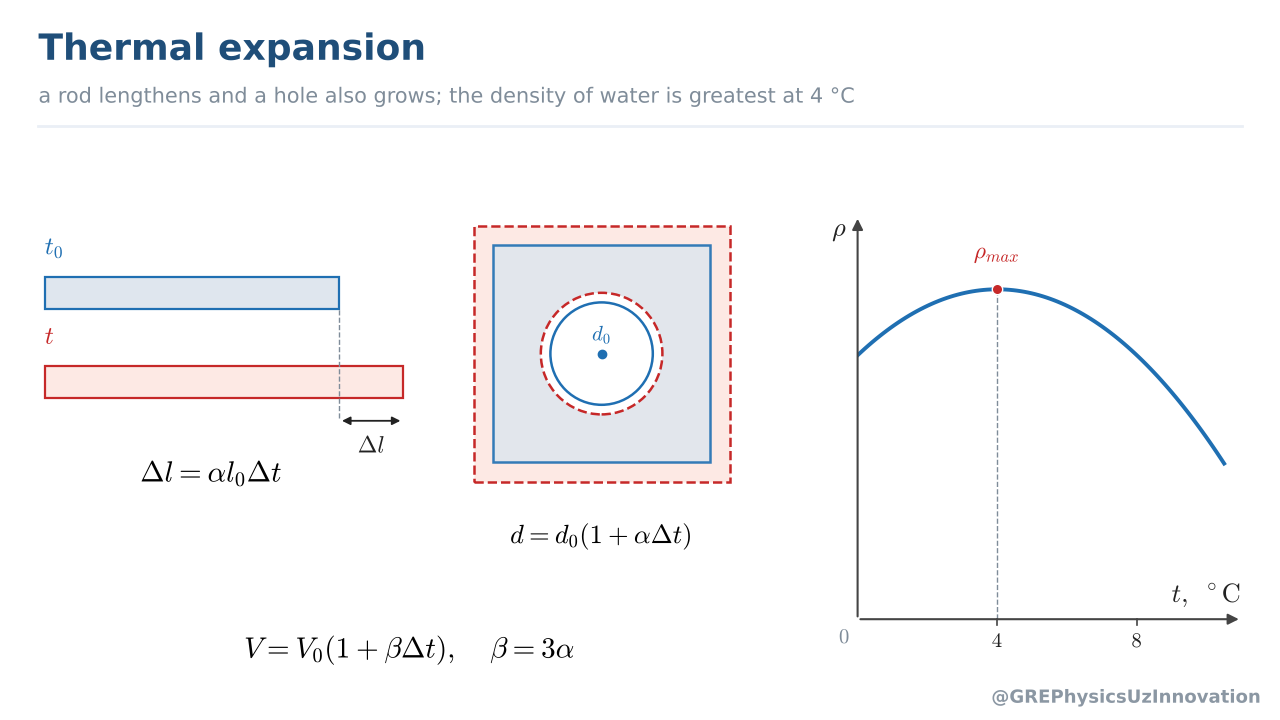 Thermal expansion
a rod lengthens and a hole also grows; the density of water is greatest at 4 °C
t₀
t
Δl
Δl = αl₀Δt
d₀
d = d₀(1 + αΔt)
V = V₀(1 + βΔt),    β = 3α
ρ
ρₘₐₓ
t, °C
0
4
8
@GREPhysicsUzInnovation